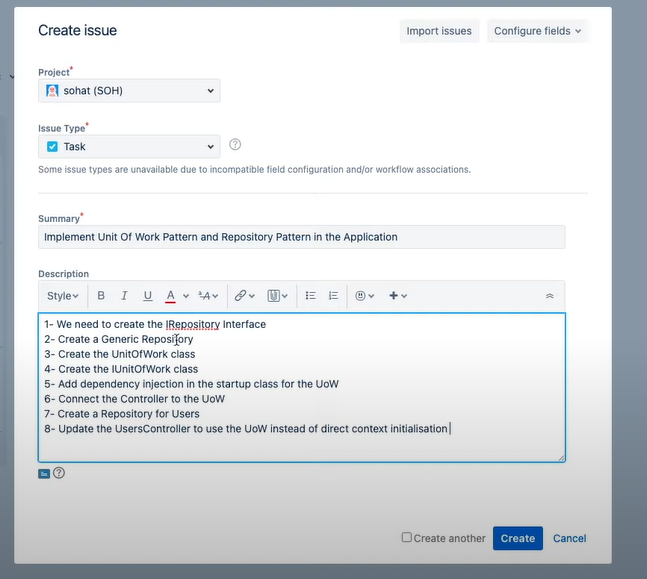 Create issue
Import issues
Configure fields
Project*
sohat (SOH)
Issue Type*
Task
Some issue types are unavailable due to incompatible field configuration and/or workflow associations.
Summary*
Implement Unit Of Work Pattern and Repository Pattern in the Application
Description
Style
B I U A
1- We need to create the IRepository Interface
2- Create a Generic Repository
3- Create the UnitOfWork class
4- Create the IUnitOfWork class
5- Add dependency injection in the startup class for the UoW
6- Connect the Controller to the UoW
7- Create a Repository for Users
8- Update the UsersController to use the UoW instead of direct context initialisation
Create another
Create
Cancel